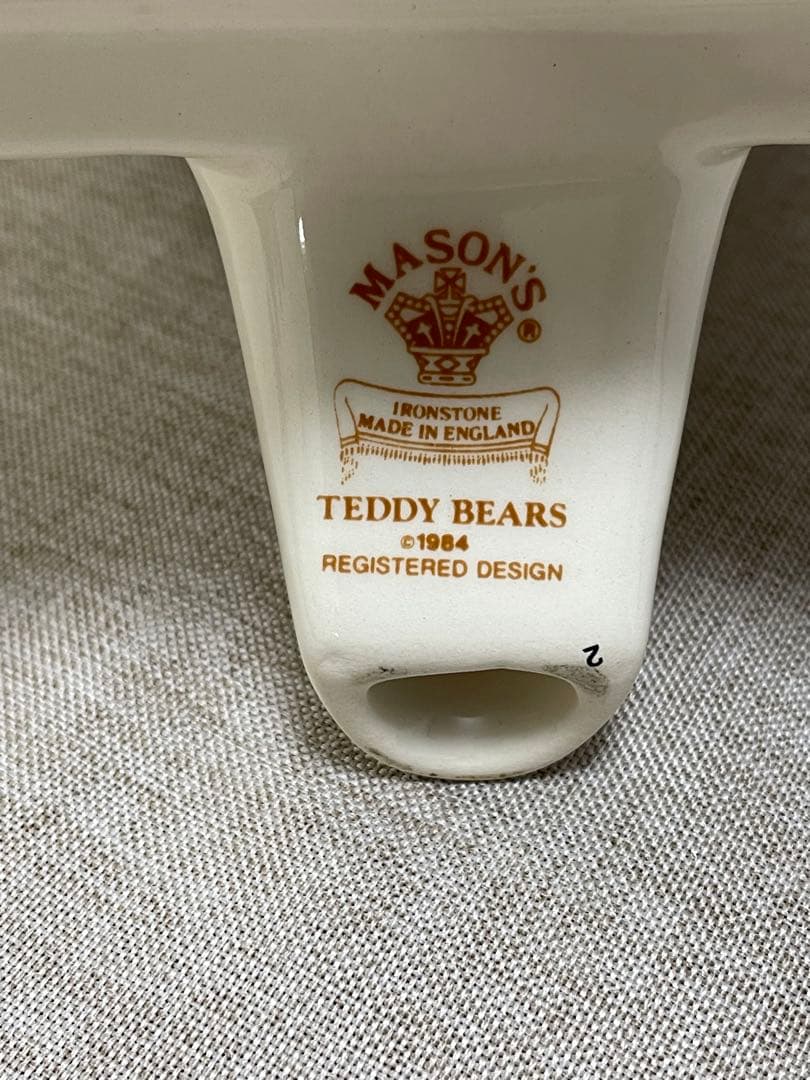 MASON'S®
IRONSTONE
MADE IN ENGLAND
TEDDY BEARS
©1984
REGISTERED DESIGN
2